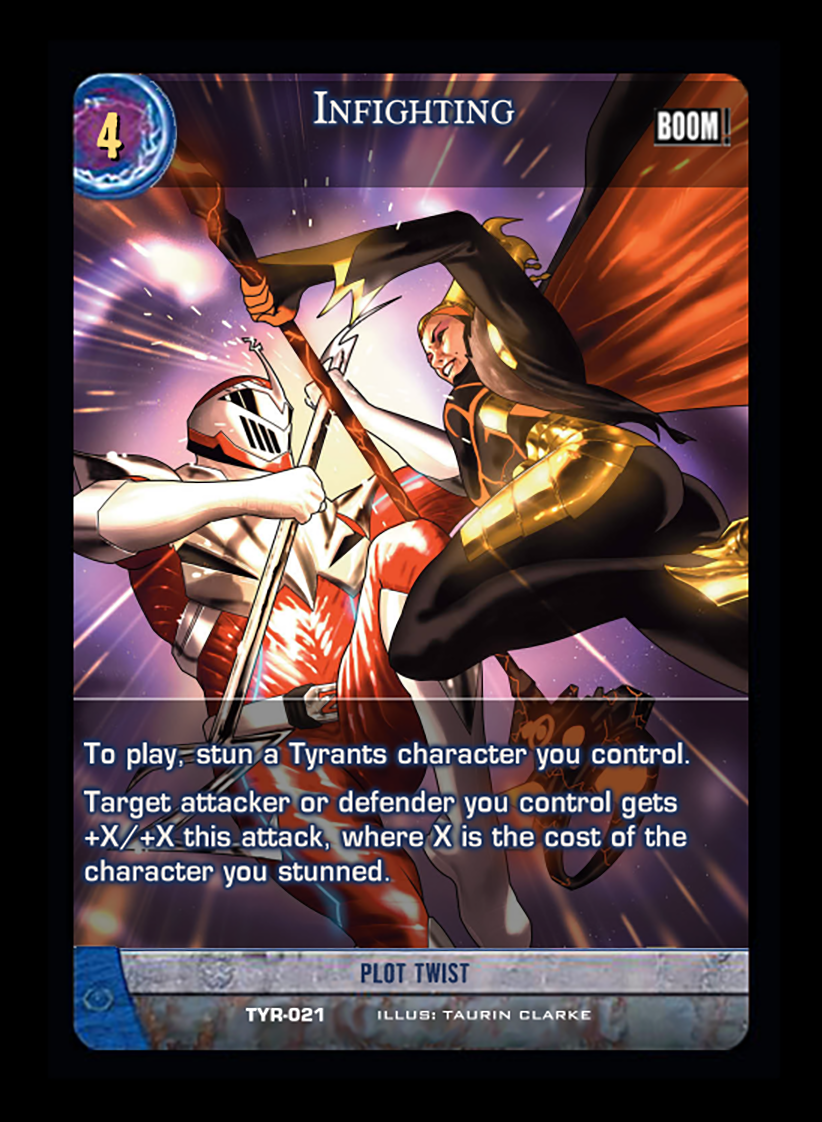 4
INFIGHTING
BOOM!
To play, stun a Tyrants character you control.
Target attacker or defender you control gets
+X/+X this attack, where X is the cost of the
character you stunned.
PLOT TWIST
TYR-021 ILLUS: TAURIN CLARKE